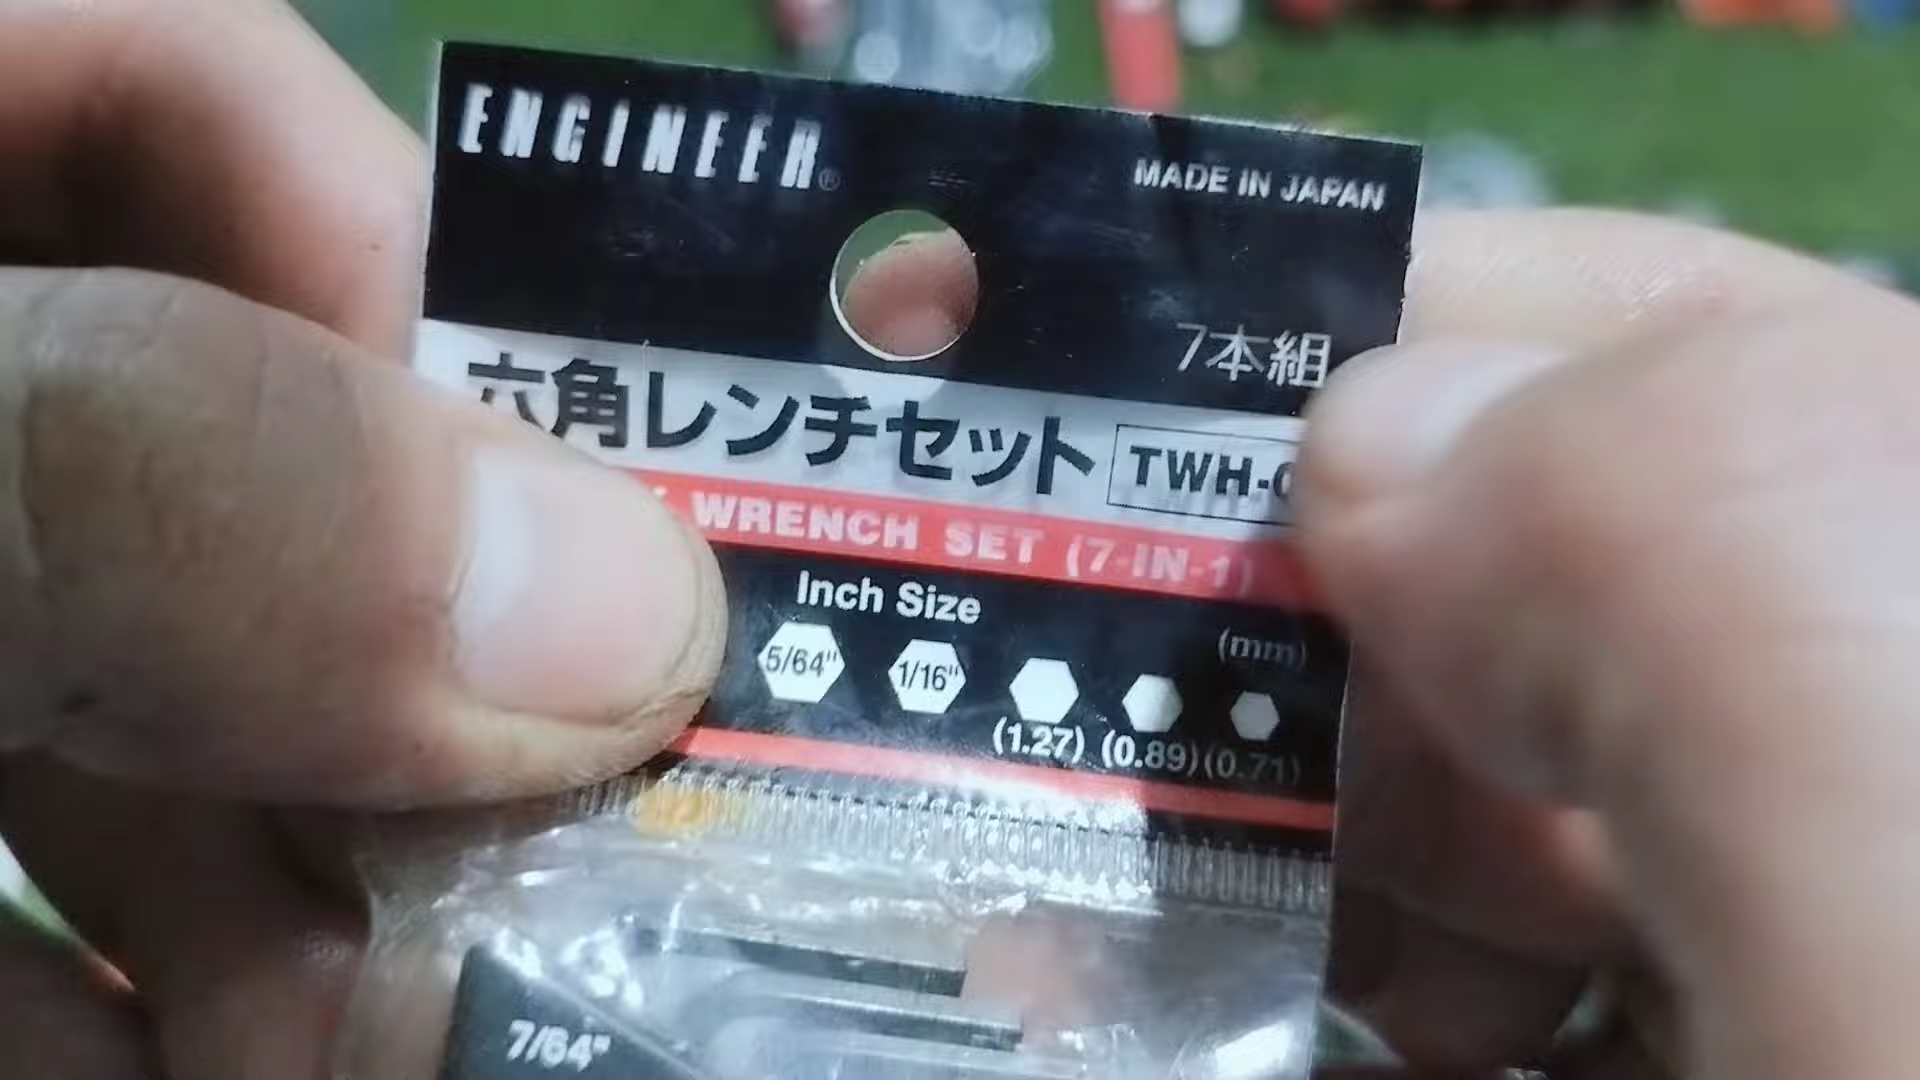 ENGINEER®
MADE IN JAPAN
7本組
六角レンチセット
TWH-0
WRENCH SET (7-IN-1)
Inch Size
(mm)
5/64" 1/16"
(1.27) (0.89) (0.71)
7/64"